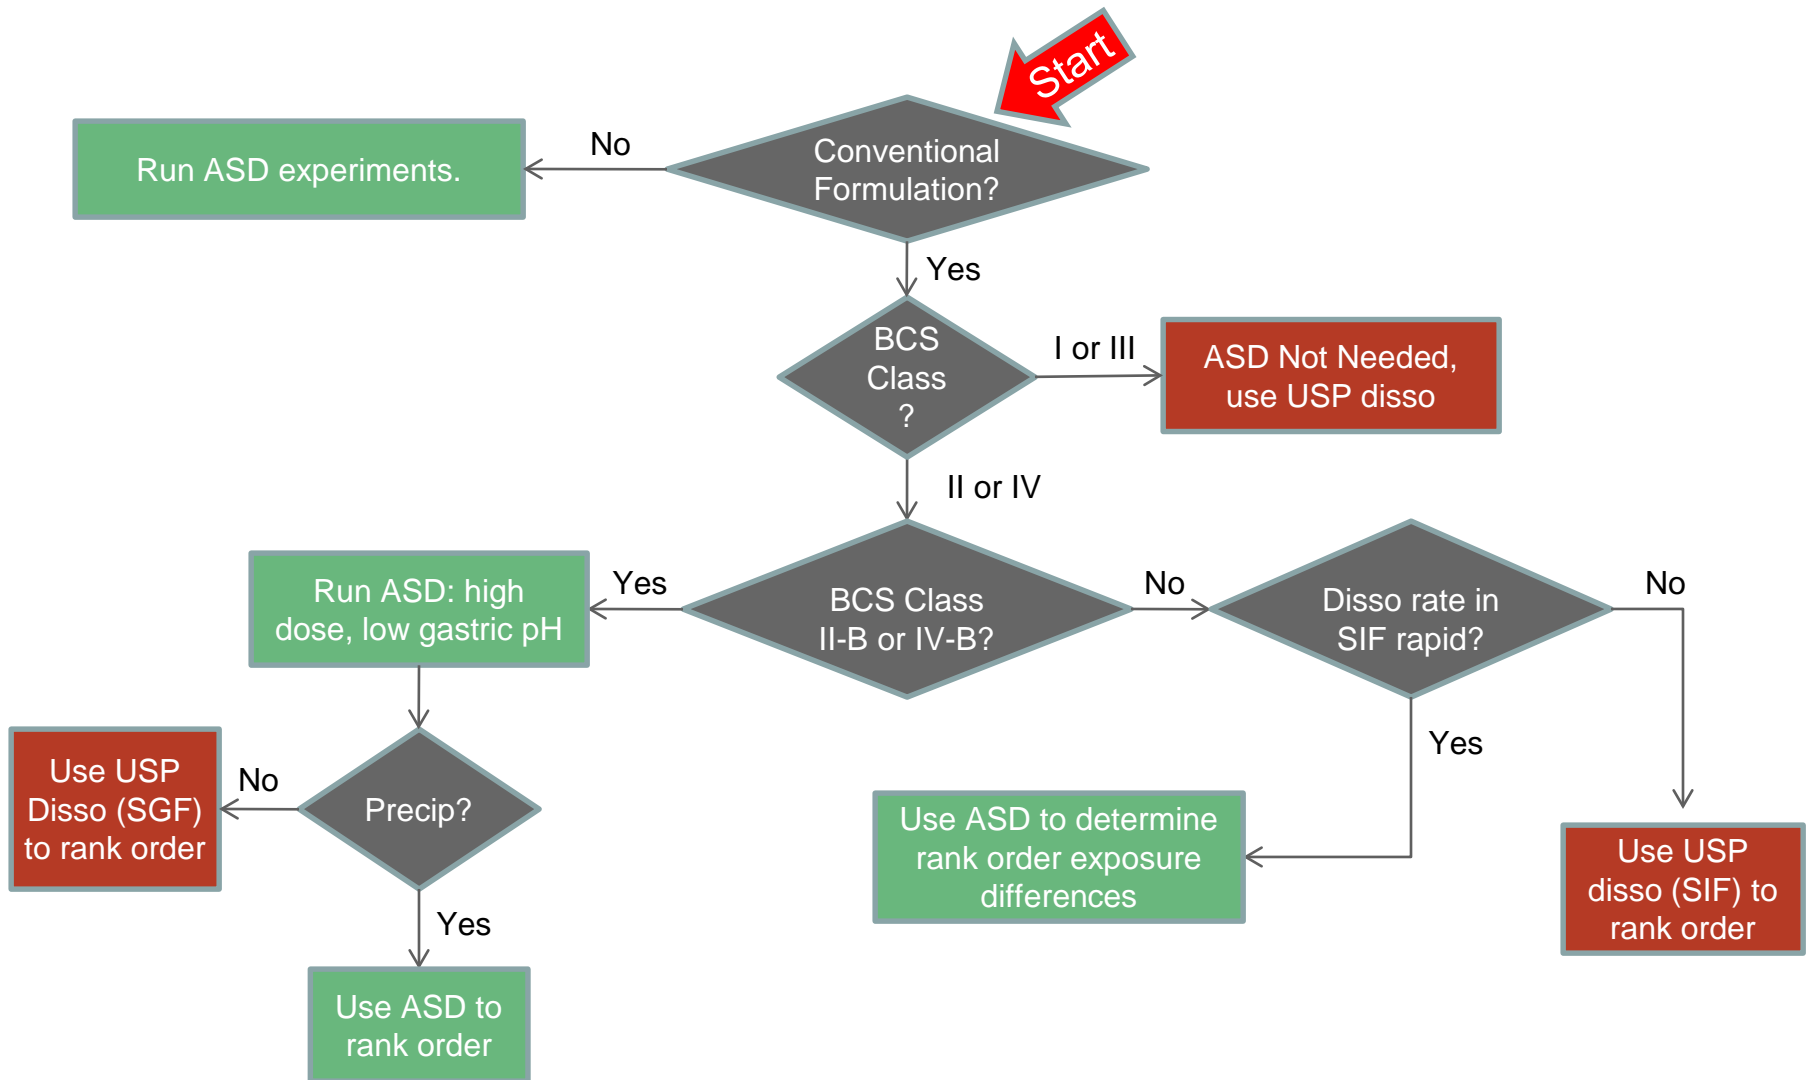 Start
Conventional
Formulation?
No
Run ASD experiments.
Yes
BCS
Class
?
I or III
ASD Not Needed,
use USP disso
II or IV
BCS Class
II-B or IV-B?
Yes
Run ASD: high
dose, low gastric pH
No
Disso rate in
SIF rapid?
No
Yes
Precip?
No
Use USP
Disso (SGF)
to rank order
Yes
Use ASD to
rank order
Use ASD to determine
rank order exposure
differences
Use USP
disso (SIF) to
rank order